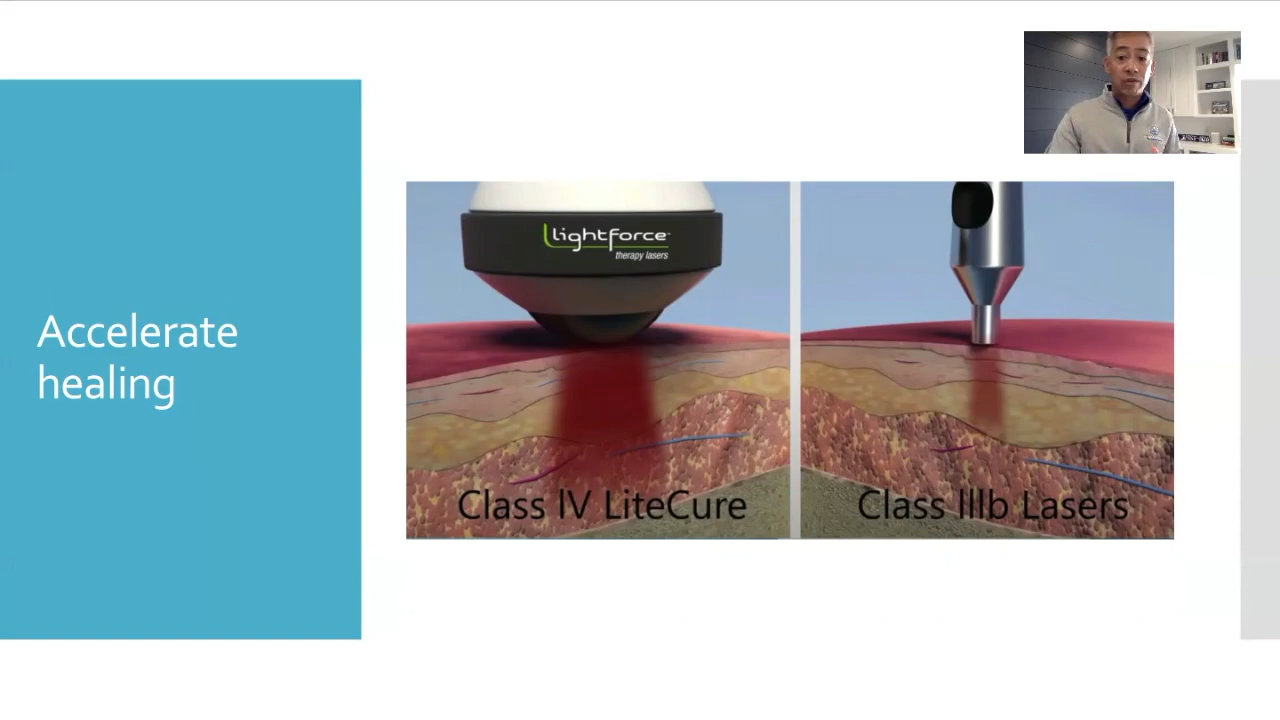 Accelerate
healing
lightforce
therapy lasers
Class IV LiteCure
Class IIIb Lasers